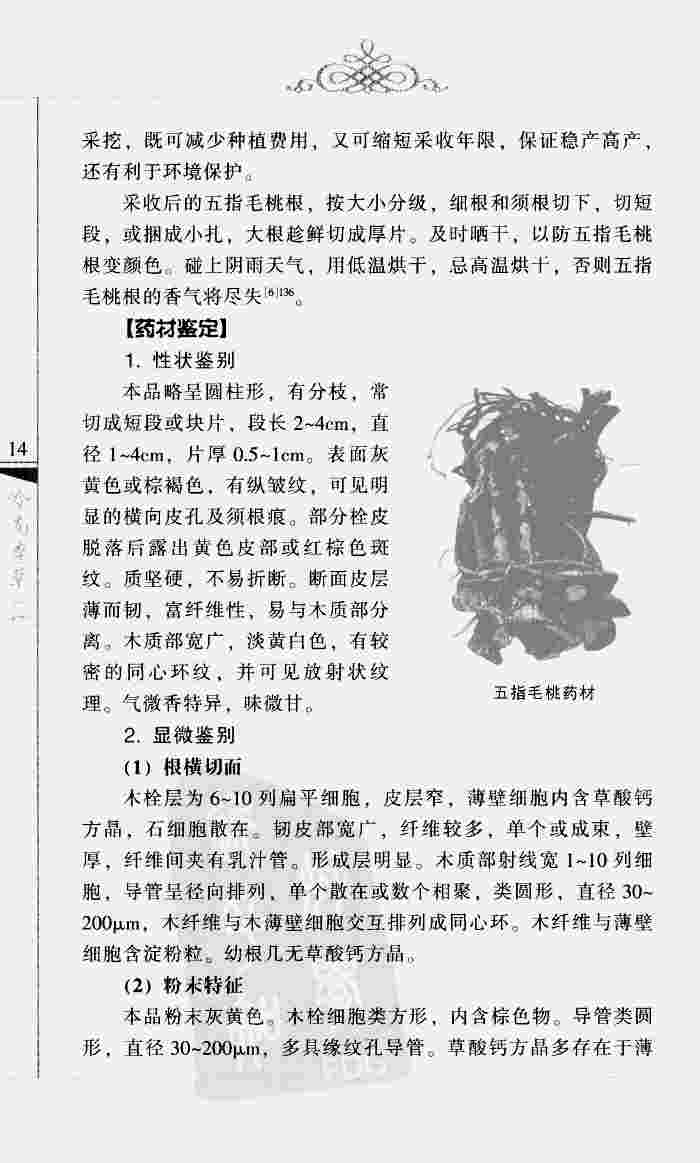 采挖，既可减少种植费用，又可缩短采收年限，保证稳产高产，
还有利于环境保护。
采收后的五指毛桃根，按大小分级，细根和须根切下，切短
段，或捆成小扎，大根趁鲜切成厚片。及时晒干，以防五指毛桃
根变颜色。碰上阴雨天气，用低温烘干，忌高温烘干，否则五指
毛桃根的香气将尽失[6]136。
【药材鉴定】
1. 性状鉴别
本品略呈圆柱形，有分枝，常
切成短段或块片，段长 2~4cm，直
径 1~4cm，片厚 0.5~1cm。表面灰
黄色或棕褐色，有纵皱纹，可见明
显的横向皮孔及须根痕。部分栓皮
脱落后露出黄色皮部或红棕色斑
纹。质坚硬，不易折断。断面皮层
薄而韧，富纤维性，易与木质部分
离。木质部宽广，淡黄白色，有较
密的同心环纹，并可见放射状纹
理。气微香特异，味微甘。
五指毛桃药材
2. 显微鉴别
(1) 根横切面
木栓层为 6~10 列扁平细胞，皮层窄，薄壁细胞内含草酸钙
方晶，石细胞散在。韧皮部宽广，纤维较多，单个或成束，壁
厚，纤维间夹有乳汁管。形成层明显。木质部射线宽 1~10 列细
胞，导管呈径向排列，单个散在或数个相聚，类圆形，直径 30~
200μm，木纤维与木薄壁细胞交互排列成同心环。木纤维与薄壁
细胞含淀粉粒。幼根几无草酸钙方晶。
(2) 粉末特征
本品粉末灰黄色。木栓细胞类方形，内含棕色物。导管类圆
形，直径 30~200μm，多具缘纹孔导管。草酸钙方晶多存在于薄
14